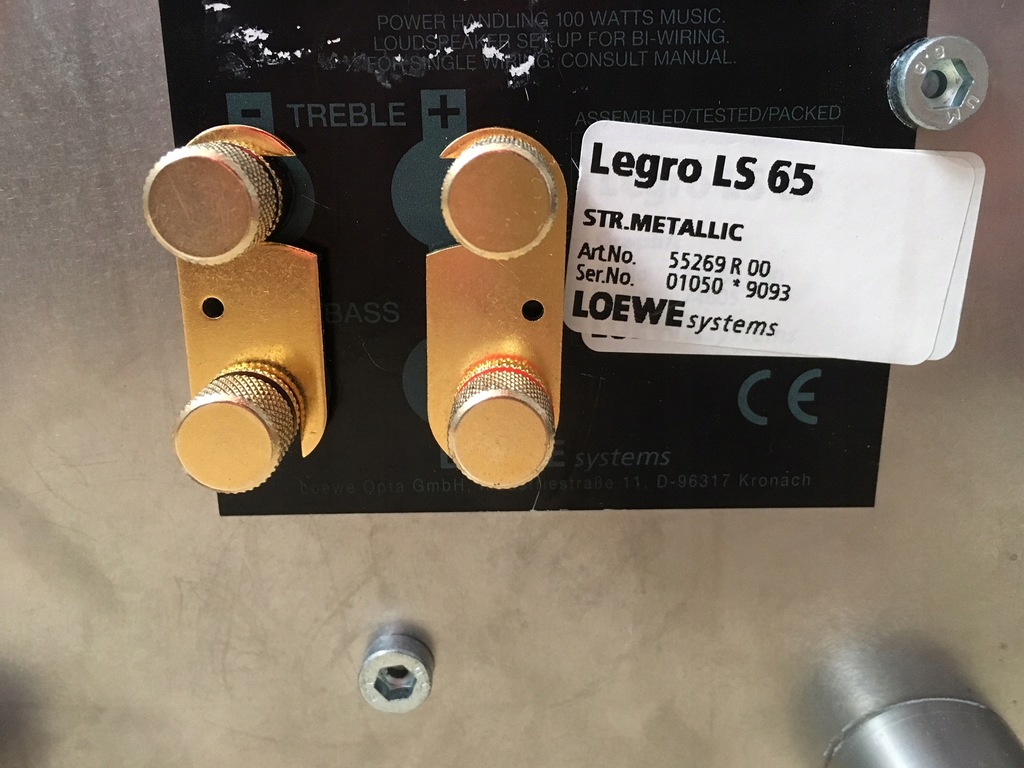 POWER HANDLING 100 WATTS MUSIC.
LOUDSPEAKER SET-UP FOR BI-WIRING.
FOR SINGLE WIRING: CONSULT MANUAL.
- TREBLE +
ASSEMBLED/TESTED/PACKED
Legro LS 65
STR.METALLIC
Art.No. 55269 R 00
Ser.No. 01050 * 9093
LOEWE systems
BASS
CE
systems
Loewe Opta GmbH, 11, D-96317 Kronach